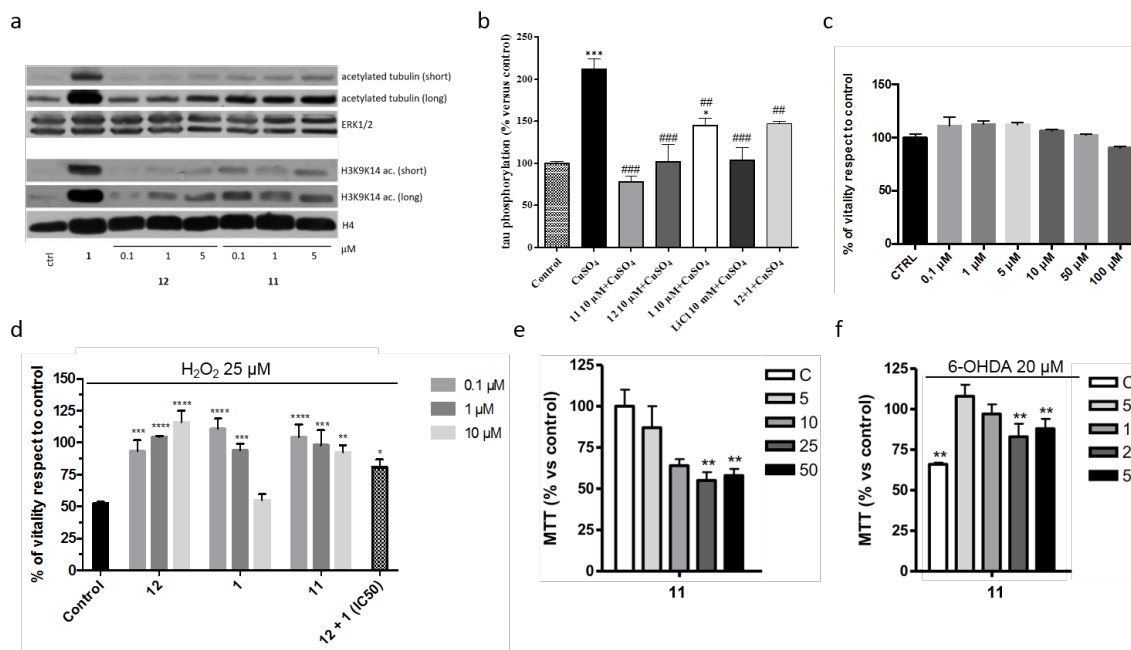 a
acetylated tubulin (short)
acetylated tubulin (long)
ERK1/2
H3K9K14 ac. (short)
H3K9K14 ac. (long)
H4
ctrl 1 0.1 1 5 0.1 1 5 µM
12 11
b
tau phosphorylation (% versus control)
250
200
150
100
50
0
***
###
###
##
*
###
##
Control
CuSO4
11 10 µM+CuSO4
12 10 µM+CuSO4
1 10 µM+CuSO4
LiCl 10 mM+CuSO4
12+1+CuSO4
c
% of vitality respect to control
150
100
50
0
CTRL
0,1 µM
1 µM
5 µM
10 µM
50 µM
100 µM
d
H2O2 25 µM
% of vitality respect to control
150
125
100
75
50
25
0
*** **** ****
**** ***
**** *** **
*
0.1 µM
1 µM
10 µM
Control
12
1
11
12 + 1 (IC50)
e
MTT (% vs control)
125
100
75
50
25
0
** **
C
5
10
25
50
11
f
6-OHDA 20 µM
MTT (% vs control)
125
100
75
50
25
0
**
** **
C
5
1
2
5
11